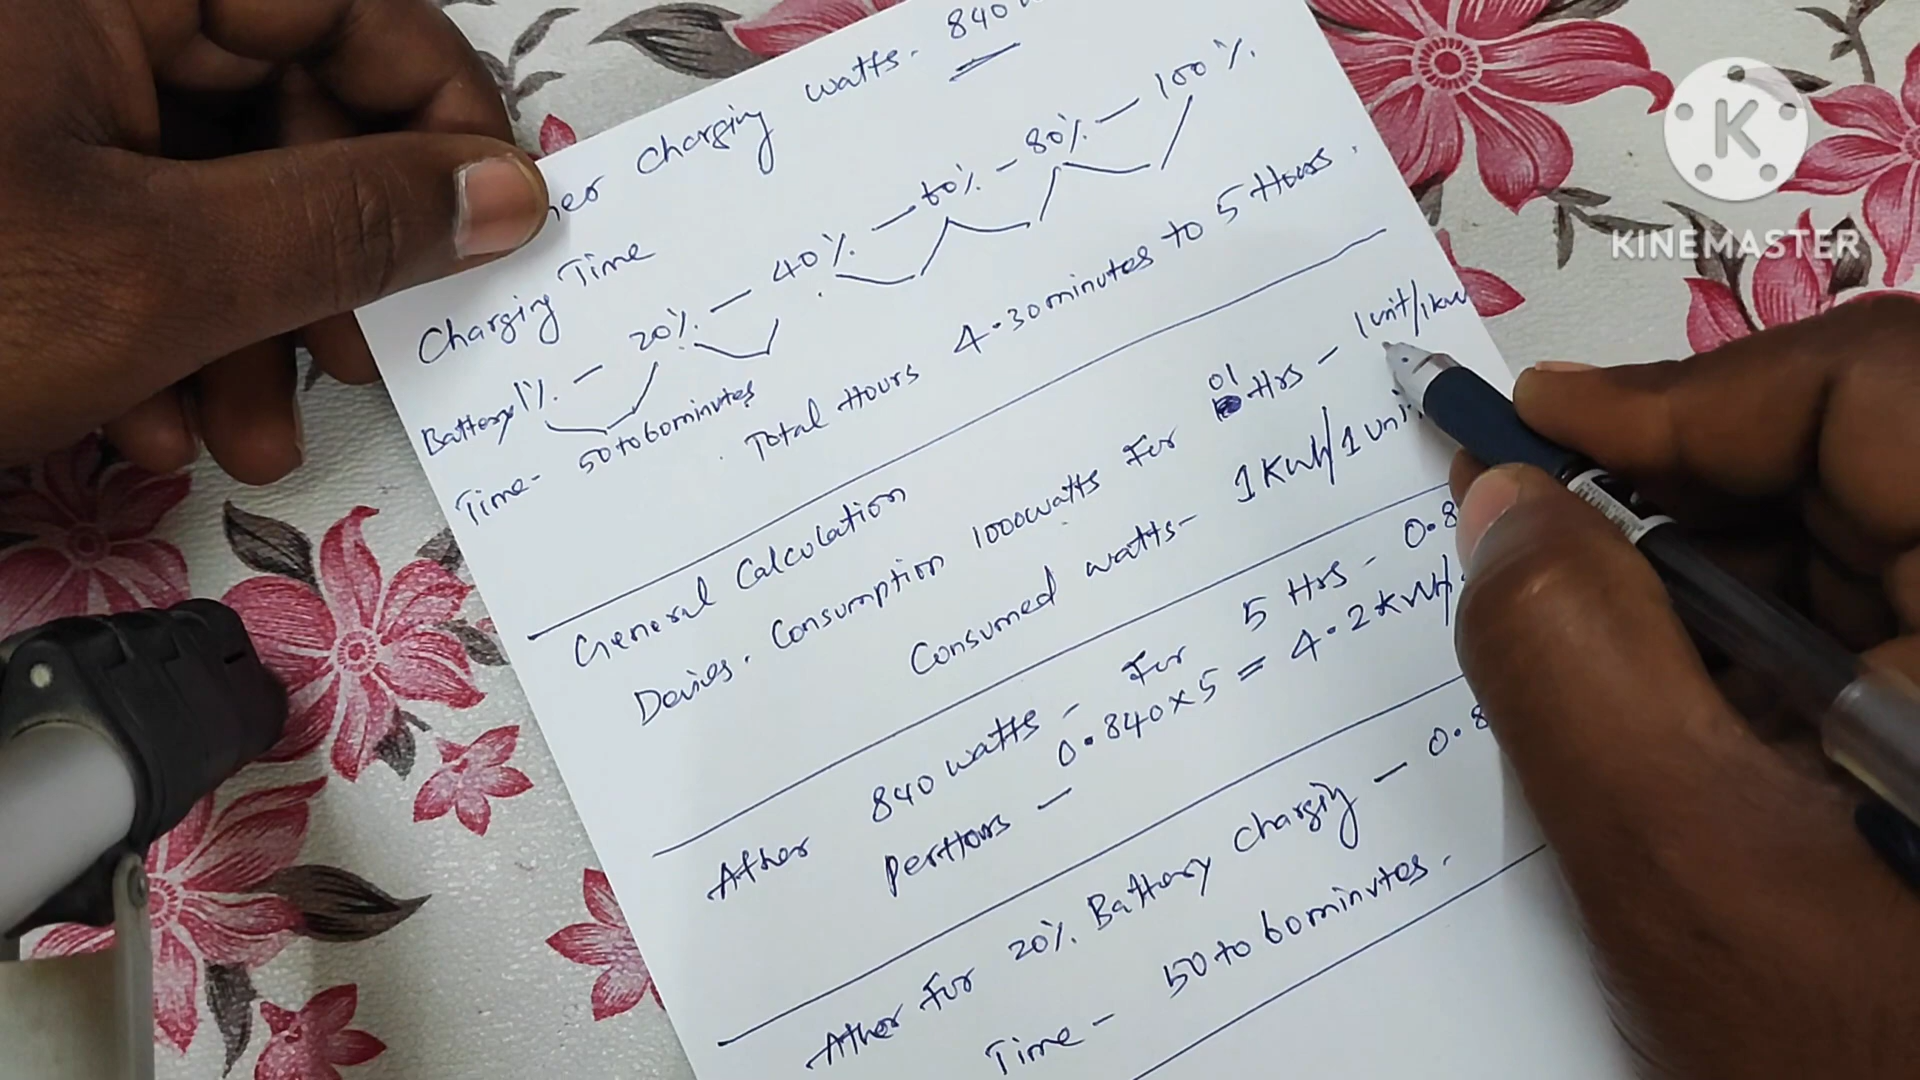 charging watts. 840
Charging Time
Battery 1%. - 20%. - 40%. - 60%. - 80%. - 100%.
Time - 50 to 60 minutes
Total Hours 4.30 minutes to 5 Hours.
General Calculation
Devies. Consumption 1000 watts For 01 Hrs - 1 unit/1kw
Consumed watts - 1 KWh/1 unit
Ather 840 watts - For 5 Hrs - 0.8
Per Hours - 0.840 x 5 = 4.2 KWh/
Ather For 20%. Battery Chargig - 0.8
Time - 50 to 60 minutes.
K
KINEMASTER